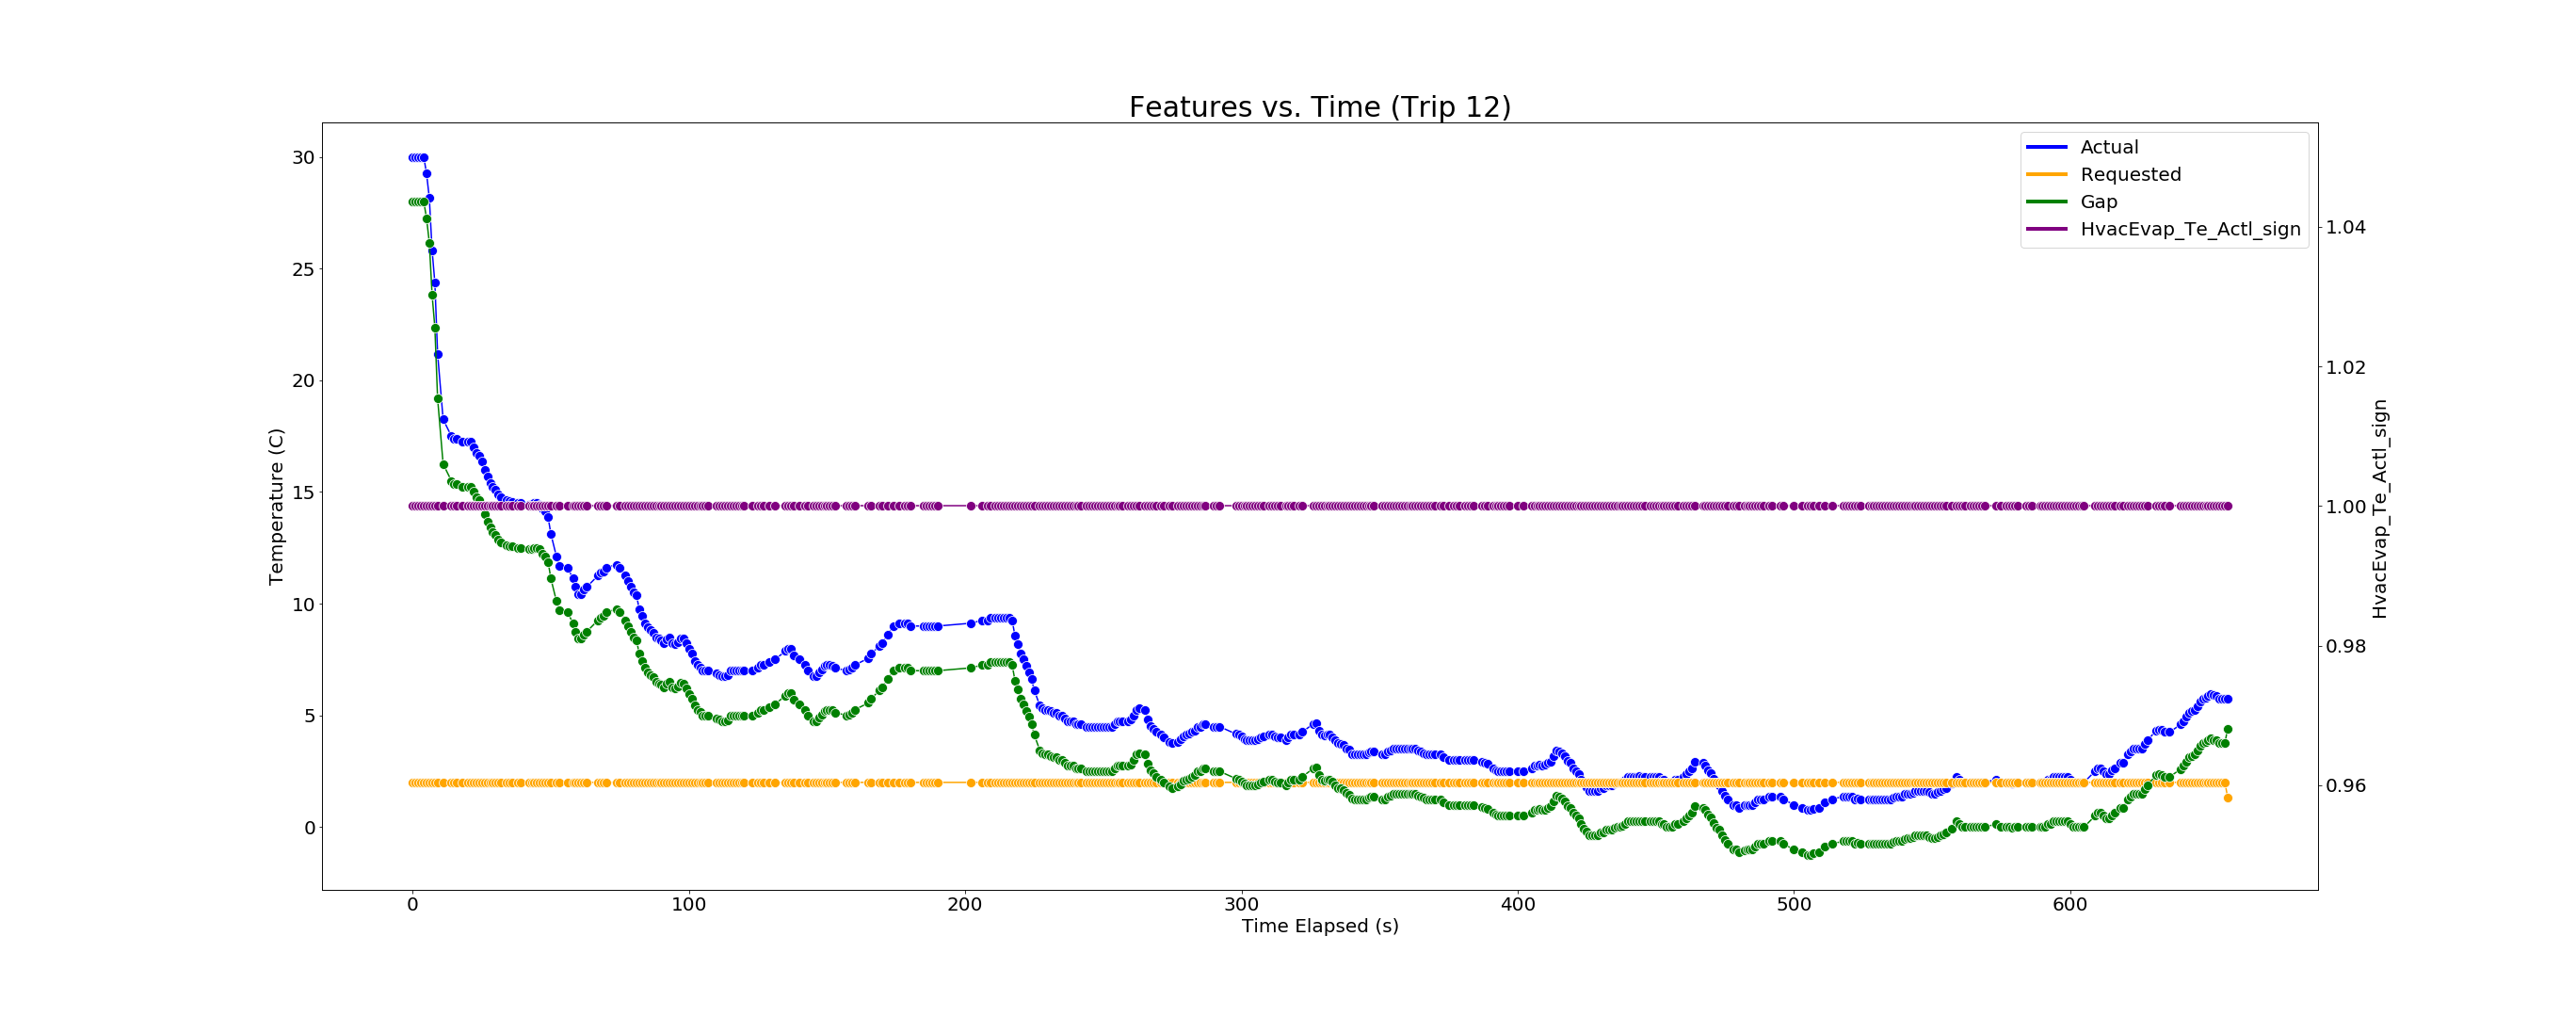 Features vs. Time (Trip 12)
Actual
Requested
Gap
HvacEvap_Te_Actl_sign
30
25
20
15
10
5
0
Temperature (C)
1.04
1.02
1.00
0.98
0.96
HvacEvap_Te_Actl_sign
0
100
200
300
400
500
600
Time Elapsed (s)